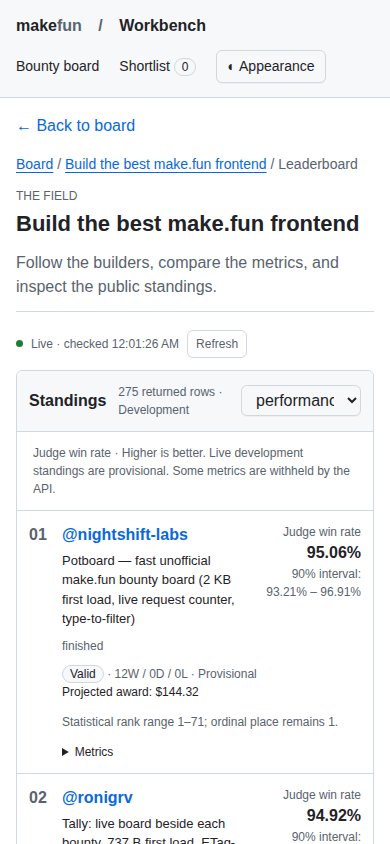 makefun / Workbench
Bounty board Shortlist 0 Appearance
← Back to board
Board / Build the best make.fun frontend / Leaderboard
THE FIELD
Build the best make.fun frontend
Follow the builders, compare the metrics, and
inspect the public standings.
Live · checked 12:01:26 AM Refresh
Standings
275 returned rows ·
Development
performanc
Judge win rate · Higher is better. Live development
standings are provisional. Some metrics are withheld by the
API.
01 @nightshift-labs
Potboard — fast unofficial
make.fun bounty board (2 KB
first load, live request counter,
type-to-filter)
Judge win rate
95.06%
90% interval:
93.21% – 96.91%
finished
Valid · 12W / 0D / 0L · Provisional
Projected award: $144.32
Statistical rank range 1–71; ordinal place remains 1.
Metrics
02 @ronigrv
Tally: live board beside each
bounty, 737 B first load, ETag-
Judge win rate
94.92%
90% interval: